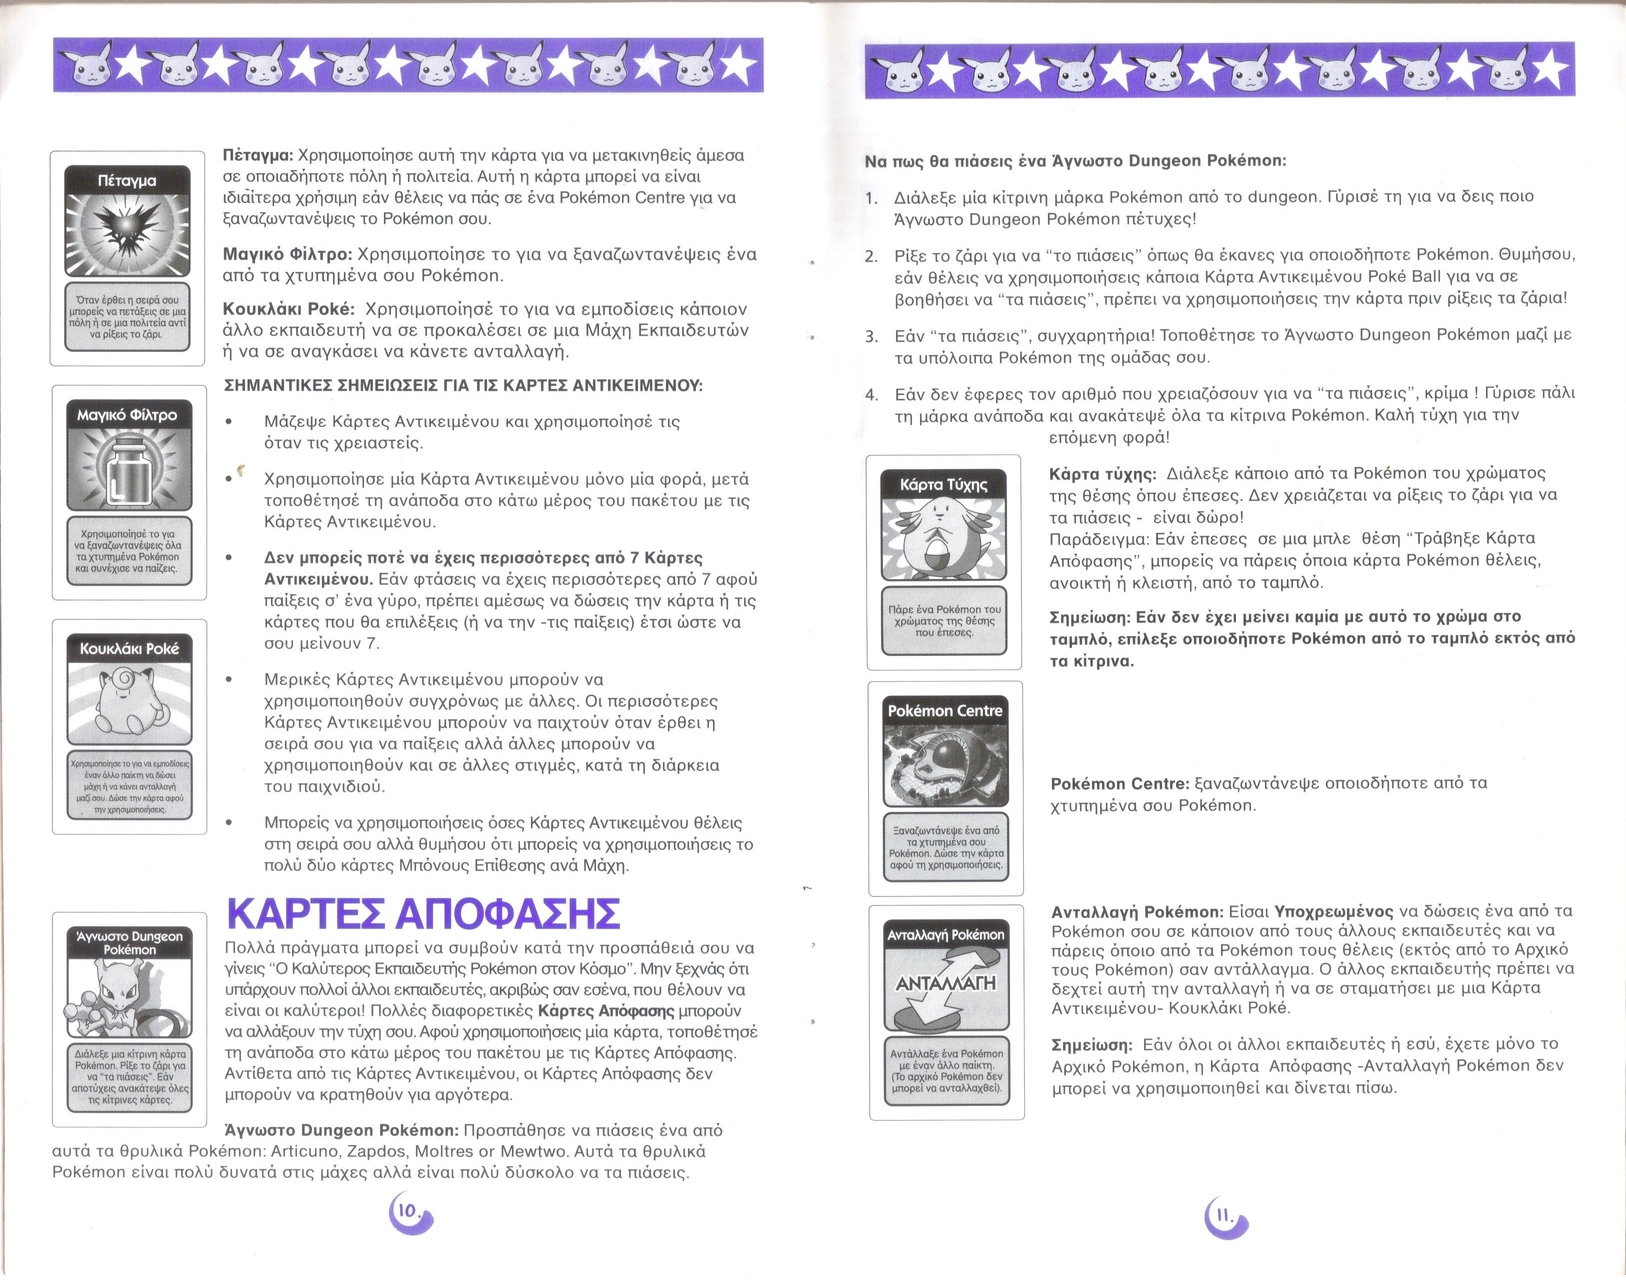 Πέταγμα
Όταν έρθει η σειρά σου
μπορείς να πετάξεις σε μια
πόλη ή σε μια πολιτεία αντί
να ρίξεις το ζάρι.
Πέταγμα: Χρησιμοποίησε αυτή την κάρτα για να μετακινηθείς άμεσα
σε οποιαδήποτε πόλη ή πολιτεία. Αυτή η κάρτα μπορεί να είναι
ιδιαίτερα χρήσιμη εάν θέλεις να πάς σε ένα Pokémon Centre για να
ξαναζωντανέψεις το Pokémon σου.
Μαγικό Φίλτρο: Χρησιμοποίησε το για να ξαναζωντανέψεις ένα
από τα χτυπημένα σου Pokémon.
Κουκλάκι Poké: Χρησιμοποίησέ το για να εμποδίσεις κάποιον
άλλο εκπαιδευτή να σε προκαλέσει σε μια Μάχη Εκπαιδευτών
ή να σε αναγκάσει να κάνετε ανταλλαγή.
Μαγικό Φίλτρο
Χρησιμοποίησέ το για
να ξαναζωντανέψεις όλα
τα χτυπημένα Pokémon
και συνέχισε να παίζεις.
ΣΗΜΑΝΤΙΚΕΣ ΣΗΜΕΙΩΣΕΙΣ ΓΙΑ ΤΙΣ ΚΑΡΤΕΣ ΑΝΤΙΚΕΙΜΕΝΟΥ:
• Μάζεψε Κάρτες Αντικειμένου και χρησιμοποίησέ τις
όταν τις χρειαστείς.
• Χρησιμοποίησε μία Κάρτα Αντικειμένου μόνο μία φορά, μετά
τοποθέτησέ τη ανάποδα στο κάτω μέρος του πακέτου με τις
Κάρτες Αντικειμένου.
• Δεν μπορείς ποτέ να έχεις περισσότερες από 7 Κάρτες
Αντικειμένου. Εάν φτάσεις να έχεις περισσότερες από 7 αφού
παίξεις σ' ένα γύρο, πρέπει αμέσως να δώσεις την κάρτα ή τις
κάρτες που θα επιλέξεις (ή να την -τις παίξεις) έτσι ώστε να
σου μείνουν 7.
Κουκλάκι Poké
Χρησιμοποίησε το για να εμποδίσεις
έναν άλλο παίκτη να δώσει
μάχη ή να κάνει ανταλλαγή
μαζί σου. Δώσε την κάρτα αφού
την χρησιμοποιήσεις.
• Μερικές Κάρτες Αντικειμένου μπορούν να
χρησιμοποιηθούν συγχρόνως με άλλες. Οι περισσότερες
Κάρτες Αντικειμένου μπορούν να παιχτούν όταν έρθει η
σειρά σου για να παίξεις αλλά άλλες μπορούν να
χρησιμοποιηθούν και σε άλλες στιγμές, κατά τη διάρκεια
του παιχνιδιού.
• Μπορείς να χρησιμοποιήσεις όσες Κάρτες Αντικειμένου θέλεις
στη σειρά σου αλλά θυμήσου ότι μπορείς να χρησιμοποιήσεις το
πολύ δύο κάρτες Μπόνους Επίθεσης ανά Μάχη.
ΚΑΡΤΕΣ ΑΠΟΦΑΣΗΣ
Άγνωστο Dungeon
Pokémon
Διάλεξε μια κίτρινη κάρτα
Pokémon. Ρίξε το ζάρι για
να "τα πιάσεις". Εάν
αποτύχεις ανακάτεψε όλες
τις κίτρινες κάρτες.
Πολλά πράγματα μπορεί να συμβούν κατά την προσπάθειά σου να
γίνεις "Ο Καλύτερος Εκπαιδευτής Pokémon στον Κόσμο". Μην ξεχνάς ότι
υπάρχουν πολλοί άλλοι εκπαιδευτές, ακριβώς σαν εσένα, που θέλουν να
είναι οι καλύτεροι! Πολλές διαφορετικές Κάρτες Απόφασης μπορούν
να αλλάξουν την τύχη σου. Αφού χρησιμοποιήσεις μία κάρτα, τοποθέτησέ
τη ανάποδα στο κάτω μέρος του πακέτου με τις Κάρτες Απόφασης.
Αντίθετα από τις Κάρτες Αντικειμένου, οι Κάρτες Απόφασης δεν
μπορούν να κρατηθούν για αργότερα.
Άγνωστο Dungeon Pokémon: Προσπάθησε να πιάσεις ένα από
αυτά τα θρυλικά Pokémon: Articuno, Zapdos, Moltres or Mewtwo. Αυτά τα θρυλικά
Pokémon είναι πολύ δυνατά στις μάχες αλλά είναι πολύ δύσκολο να τα πιάσεις.
10.
Να πως θα πιάσεις ένα Άγνωστο Dungeon Pokémon:
1. Διάλεξε μία κίτρινη μάρκα Pokémon από το dungeon. Γύρισέ τη για να δεις ποιο
Άγνωστο Dungeon Pokémon πέτυχες!
2. Ρίξε το ζάρι για να "το πιάσεις" όπως θα έκανες για οποιοδήποτε Pokémon. Θυμήσου,
εάν θέλεις να χρησιμοποιήσεις κάποια Κάρτα Αντικειμένου Poké Ball για να σε
βοηθήσει να "τα πιάσεις", πρέπει να χρησιμοποιήσεις την κάρτα πριν ρίξεις τα ζάρια!
3. Εάν "τα πιάσεις", συγχαρητήρια! Τοποθέτησε το Άγνωστο Dungeon Pokémon μαζί με
τα υπόλοιπα Pokémon της ομάδας σου.
4. Εάν δεν έφερες τον αριθμό που χρειαζόσουν για να "τα πιάσεις", κρίμα ! Γύρισε πάλι
τη μάρκα ανάποδα και ανακάτεψέ όλα τα κίτρινα Pokémon. Καλή τύχη για την
επόμενη φορά!
Κάρτα Τύχης
Πάρε ένα Pokémon του
χρώματος της θέσης
που έπεσες.
Κάρτα τύχης: Διάλεξε κάποιο από τα Pokémon του χρώματος
της θέσης όπου έπεσες. Δεν χρειάζεται να ρίξεις το ζάρι για να
τα πιάσεις - είναι δώρο!
Παράδειγμα: Εάν έπεσες σε μια μπλε θέση "Τράβηξε Κάρτα
Απόφασης", μπορείς να πάρεις όποια κάρτα Pokémon θέλεις,
ανοικτή ή κλειστή, από το ταμπλό.
Σημείωση: Εάν δεν έχει μείνει καμία με αυτό το χρώμα στο
ταμπλό, επίλεξε οποιοδήποτε Pokémon από το ταμπλό εκτός από
τα κίτρινα.
Pokémon Centre
Ξαναζωντάνεψε ένα από
τα χτυπημένα σου
Pokémon. Δώσε την κάρτα
αφού τη χρησιμοποιήσεις.
Pokémon Centre: ξαναζωντάνεψε οποιοδήποτε από τα
χτυπημένα σου Pokémon.
Ανταλλαγή Pokémon
ΑΝΤΑΛΛΑΓΗ
Αντάλλαξε ένα Pokémon
με έναν άλλο παίκτη.
(Το αρχικό Pokémon δεν
μπορεί να ανταλλαχθεί).
Ανταλλαγή Pokémon: Είσαι Υποχρεωμένος να δώσεις ένα από τα
Pokémon σου σε κάποιον από τους άλλους εκπαιδευτές και να
πάρεις όποιο από τα Pokémon τους θέλεις (εκτός από το Αρχικό
τους Pokémon) σαν αντάλλαγμα. Ο άλλος εκπαιδευτής πρέπει να
δεχτεί αυτή την ανταλλαγή ή να σε σταματήσει με μια Κάρτα
Αντικειμένου- Κουκλάκι Poké.
Σημείωση: Εάν όλοι οι άλλοι εκπαιδευτές ή εσύ, έχετε μόνο το
Αρχικό Pokémon, η Κάρτα Απόφασης -Ανταλλαγή Pokémon δεν
μπορεί να χρησιμοποιηθεί και δίνεται πίσω.
11.